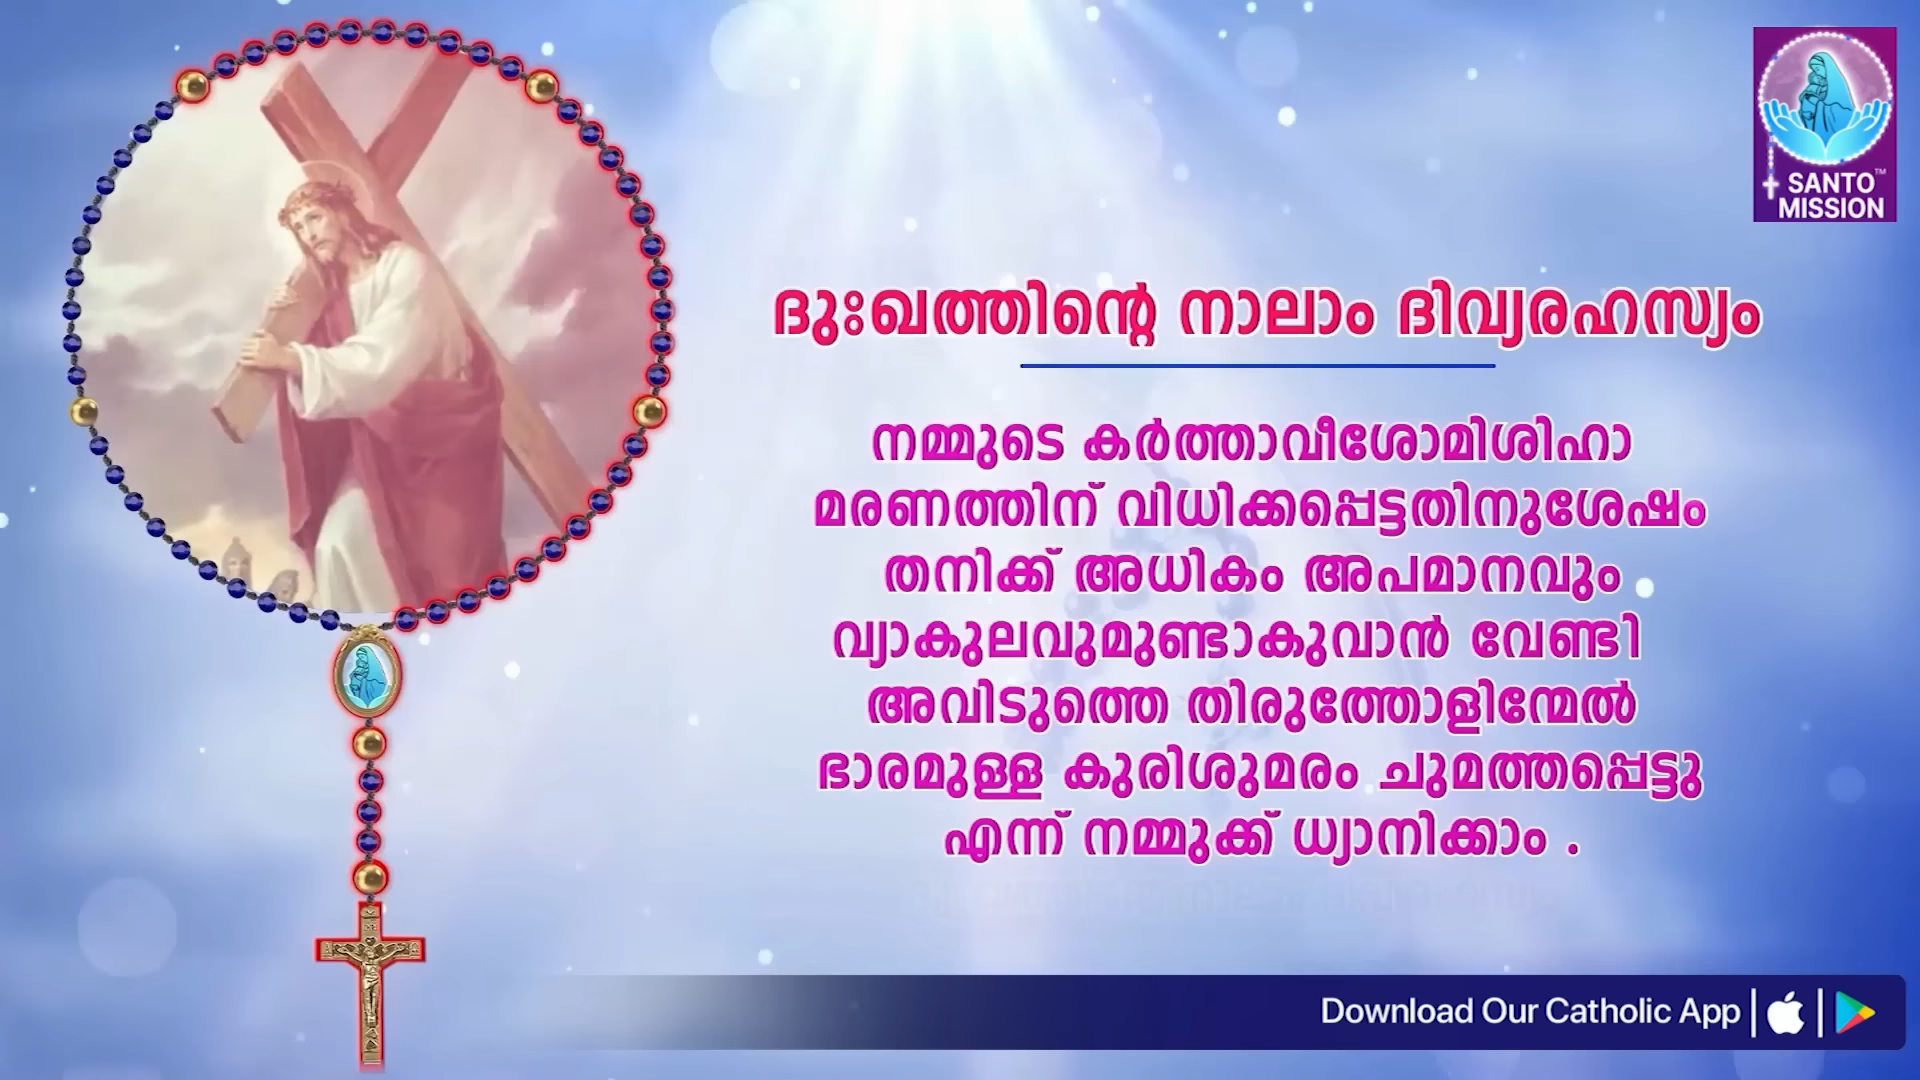 SANTO™
MISSION
ദുഃഖത്തിന്റെ നാലാം ദിവ്യരഹസ്യം
നമ്മുടെ കർത്താവീശോമിശിഹാ
മരണത്തിന് വിധിക്കപ്പെട്ടതിനുശേഷം
തനിക്ക് അധികം അപമാനവും
വ്യാകുലവുമുണ്ടാകുവാൻ വേണ്ടി
അവിടുത്തെ തിരുത്തോളിന്മേൽ
ഭാരമുള്ള കുരിശുമരം ചുമത്തപ്പെട്ടു
എന്ന് നമ്മുക്ക് ധ്യാനിക്കാം .
Download Our Catholic App